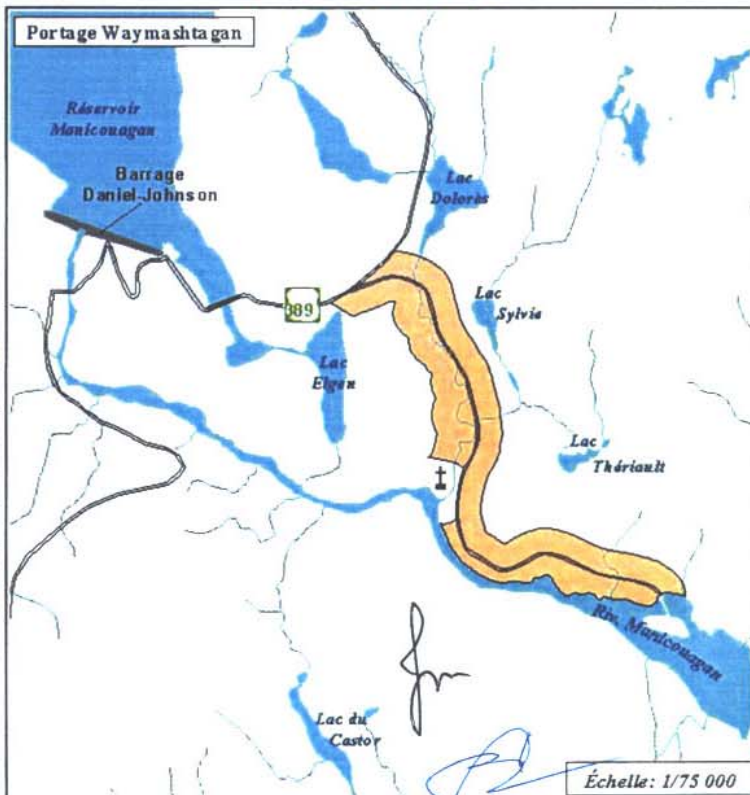 Portage Waymashtagan
Réservoir
Manicouagan
Barrage
Daniel-Johnson
Lac
Dolorès
389
Lac
Sylvie
Lac
Elgen
Lac
Thériault
Riv. Manicouagan
Lac du
Castor
Échelle: 1/75 000